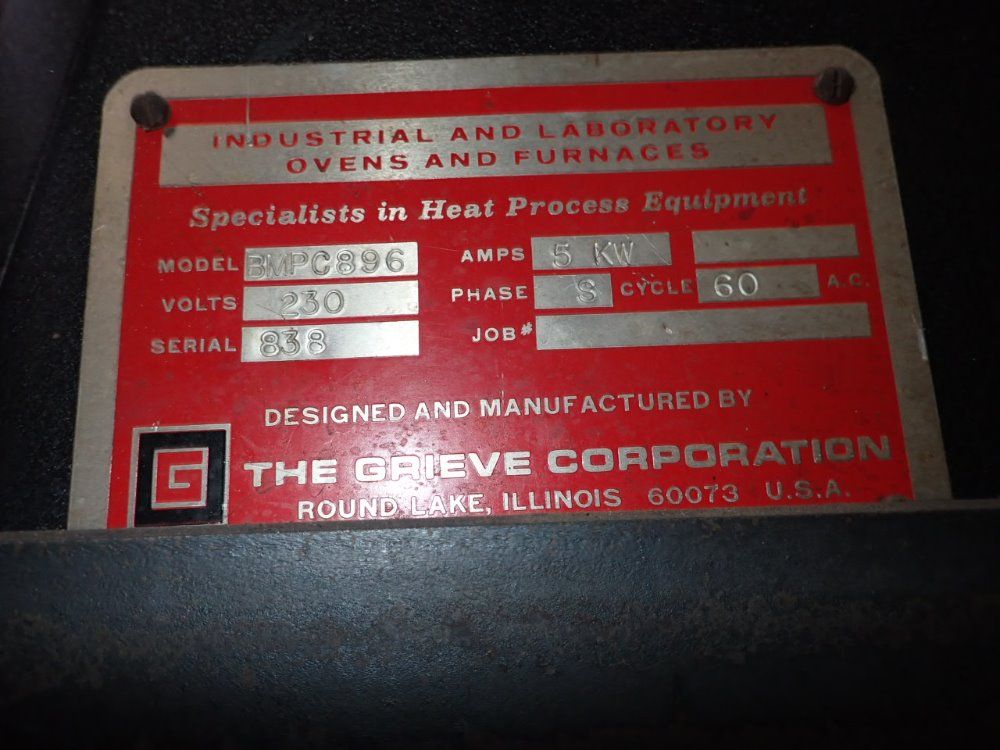 INDUSTRIAL AND LABORATORY
OVENS AND FURNACES
Specialists in Heat Process Equipment
MODEL BMPC896 AMPS 5 KW
VOLTS 230 PHASE S CYCLE 60 A.C.
SERIAL 838 JOB#
DESIGNED AND MANUFACTURED BY
G THE GRIEVE CORPORATION
ROUND LAKE, ILLINOIS 60073 U.S.A.